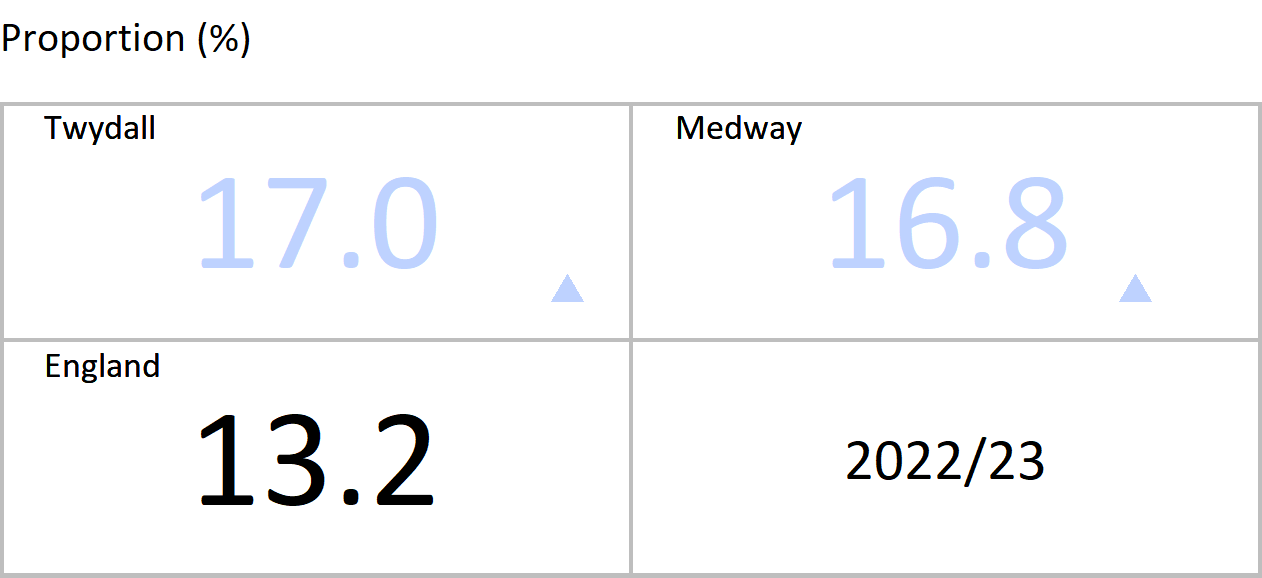 Proportion (%)
Twydall
17.0
Medway
16.8
England
13.2
2022/23